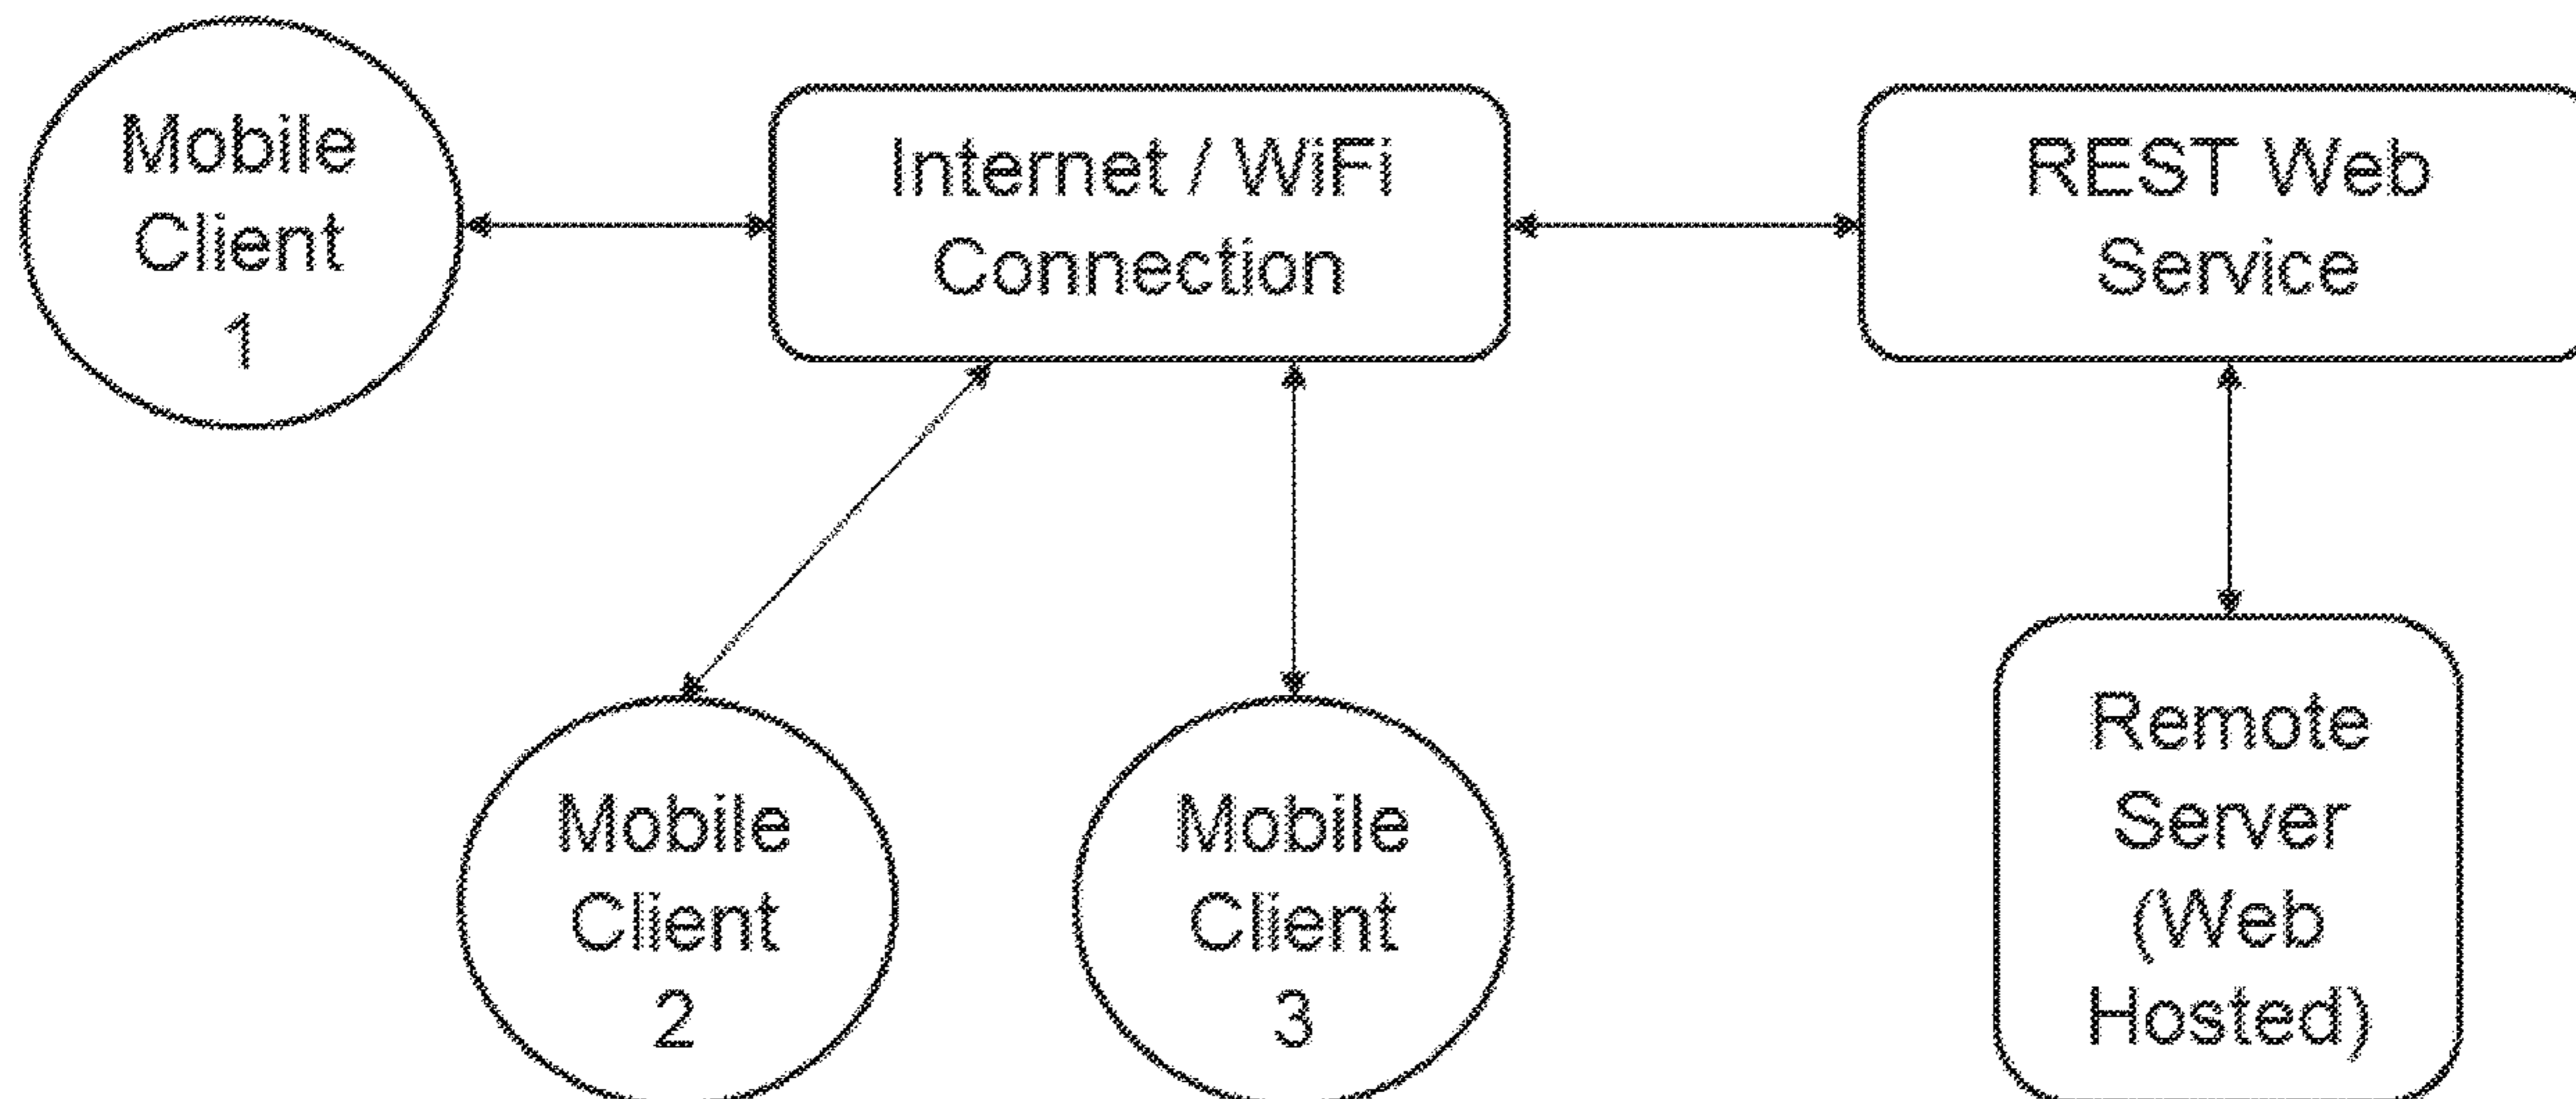 Mobile
Client
1
Internet / WiFi
Connection
REST Web
Service
Mobile
Client
2
Mobile
Client
3
Remote
Server
(Web
Hosted)